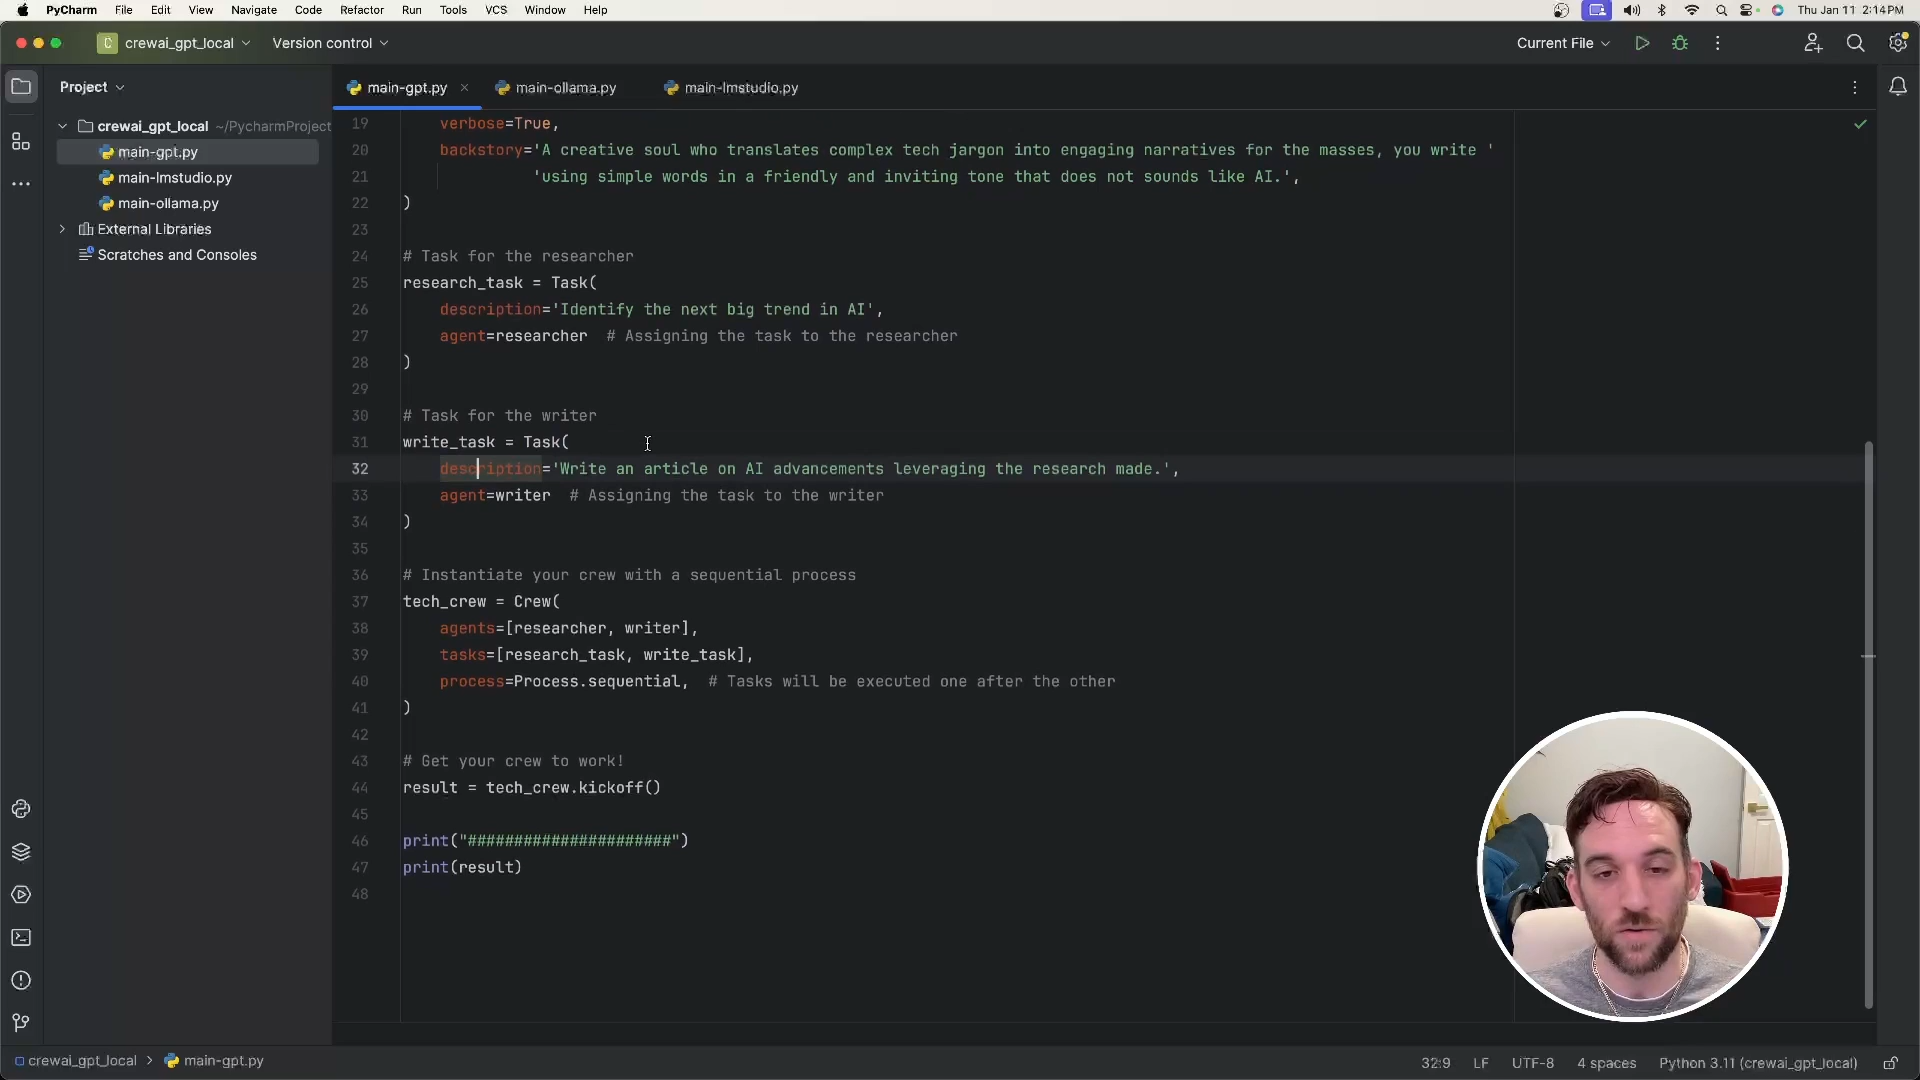 PyCharm File Edit View Navigate Code Refactor Run Tools VCS Window Help Thu Jan 11 2:14 PM
C crewai_gpt_local Version control Current File
Project main-gpt.py main-ollama.py main-lmstudio.py
crewai_gpt_local ~/PycharmProject
main-gpt.py
main-lmstudio.py
main-ollama.py
External Libraries
Scratches and Consoles
19 verbose=True,
20 backstory='A creative soul who translates complex tech jargon into engaging narratives for the masses, you write '
21 'using simple words in a friendly and inviting tone that does not sounds like AI.',
22 )
23
24 # Task for the researcher
25 research_task = Task(
26 description='Identify the next big trend in AI',
27 agent=researcher # Assigning the task to the researcher
28 )
29
30 # Task for the writer
31 write_task = Task(
32 description='Write an article on AI advancements leveraging the research made.',
33 agent=writer # Assigning the task to the writer
34 )
35
36 # Instantiate your crew with a sequential process
37 tech_crew = Crew(
38 agents=[researcher, writer],
39 tasks=[research_task, write_task],
40 process=Process.sequential, # Tasks will be executed one after the other
41 )
42
43 # Get your crew to work!
44 result = tech_crew.kickoff()
45
46 print("######################")
47 print(result)
48
crewai_gpt_local > main-gpt.py 32:9 LF UTF-8 4 spaces Python 3.11 (crewai_gpt_local)